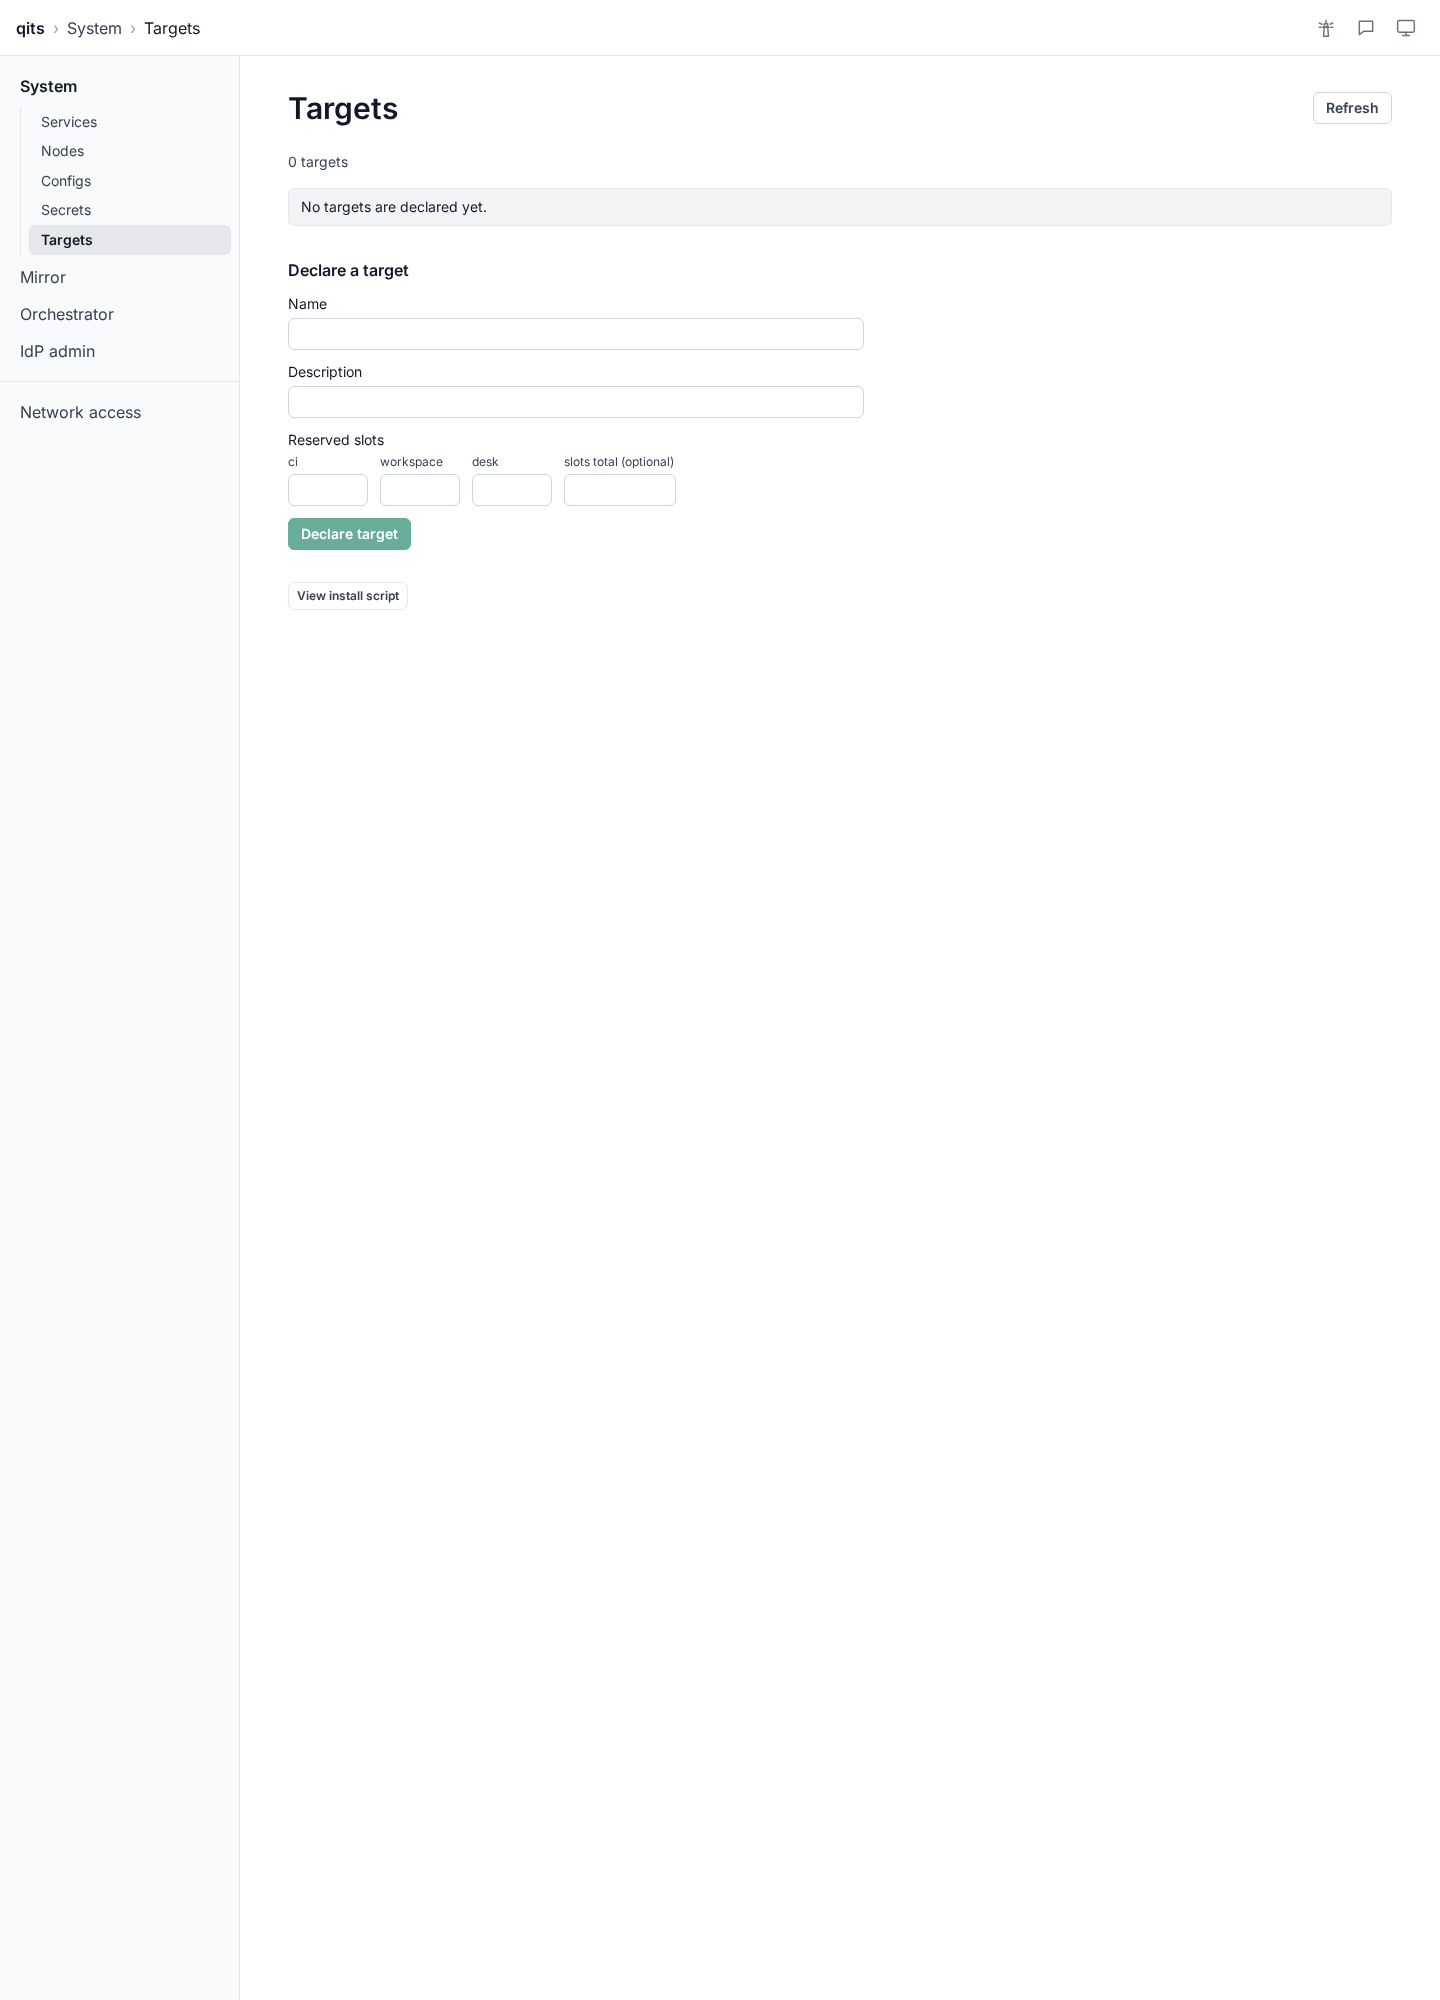 qits › System › Targets
System
Services
Nodes
Configs
Secrets
Targets
Mirror
Orchestrator
IdP admin
Network access
Targets
Refresh
0 targets
No targets are declared yet.
Declare a target
Name
Description
Reserved slots
ci workspace desk slots total (optional)
Declare target
View install script